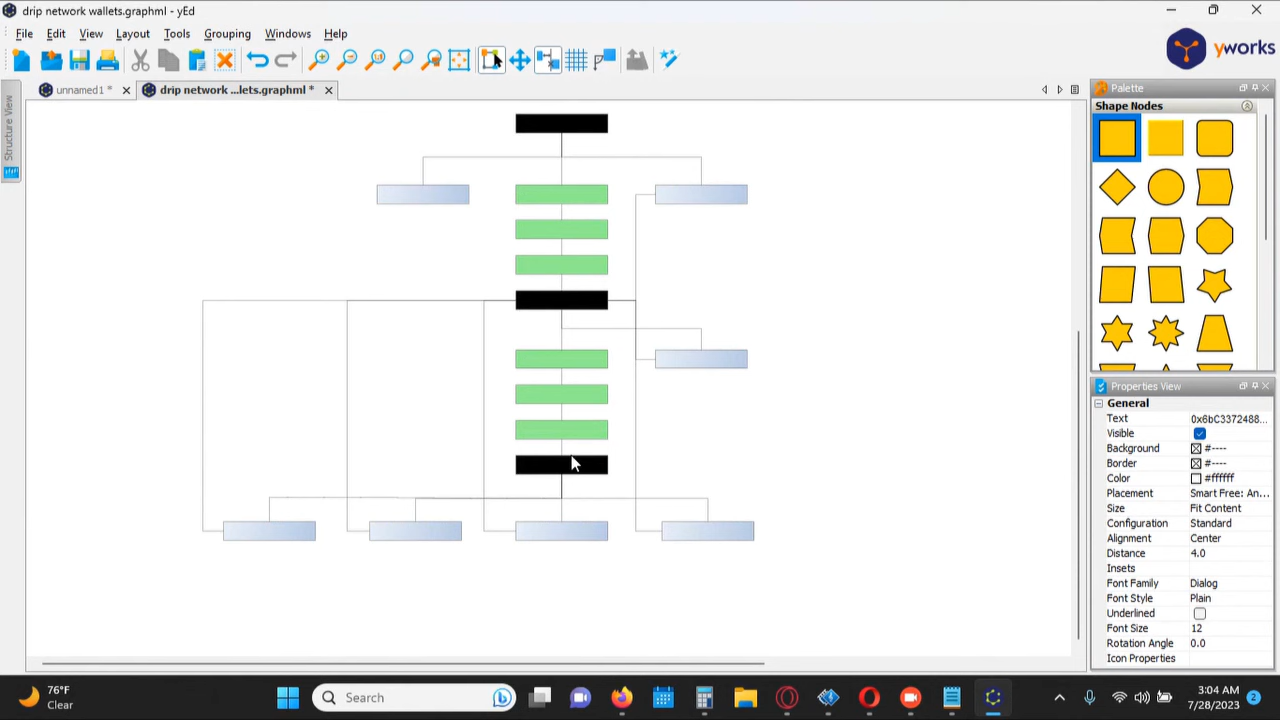 drip network wallets.graphml - yEd
File Edit View Layout Tools Grouping Windows Help
yworks
unnamed1 *
drip network ...lets.graphml *
Structure View
Palette
Shape Nodes
Properties View
General
Text 0x6bC3372488...
Visible
Background #----
Border #----
Color #ffffff
Placement Smart Free: An...
Size Fit Content
Configuration Standard
Alignment Center
Distance 4.0
Insets
Font Family Dialog
Font Style Plain
Underlined
Font Size 12
Rotation Angle 0.0
Icon Properties
76°F
Clear
Search
3:04 AM
7/28/2023
2